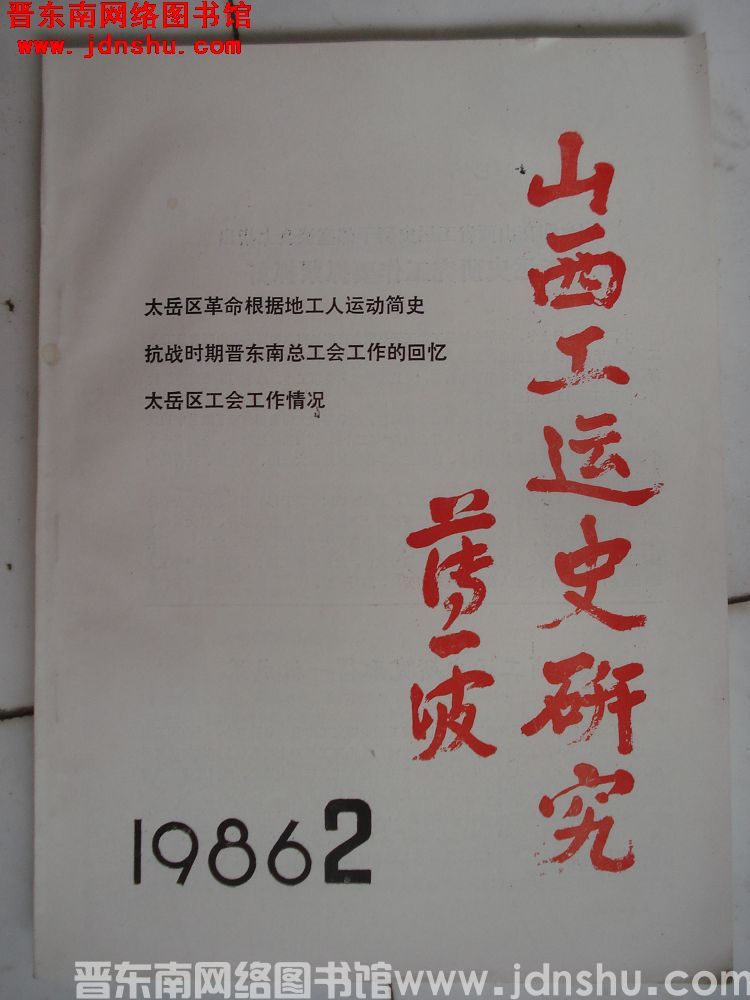 晋东南网络图书馆
www.jdnshu.com
山西工运史研究
薄一波
太岳区革命根据地工人运动简史
抗战时期晋东南总工会工作的回忆
太岳区工会工作情况
1986 2
晋东南网络图书馆www.jdnshu.com